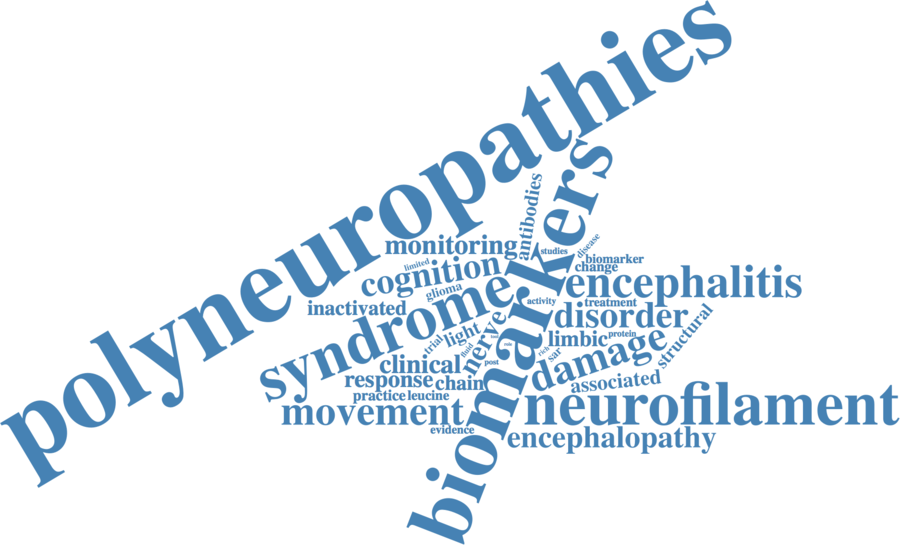 polyneuropathies
biomarkers
antibodies
monitoring
studies
disease
limited
cognition
biomarker
change
glioma
encephalitis
inactivated
syndrome
activity
treatment
disorder
structural
trial
light
nerve
limbic
protein
fluid
role
rich
sar
damage
clinical
post
response
chain
associated
practice
leucine
movement
neurofilament
evidence
encephalopathy